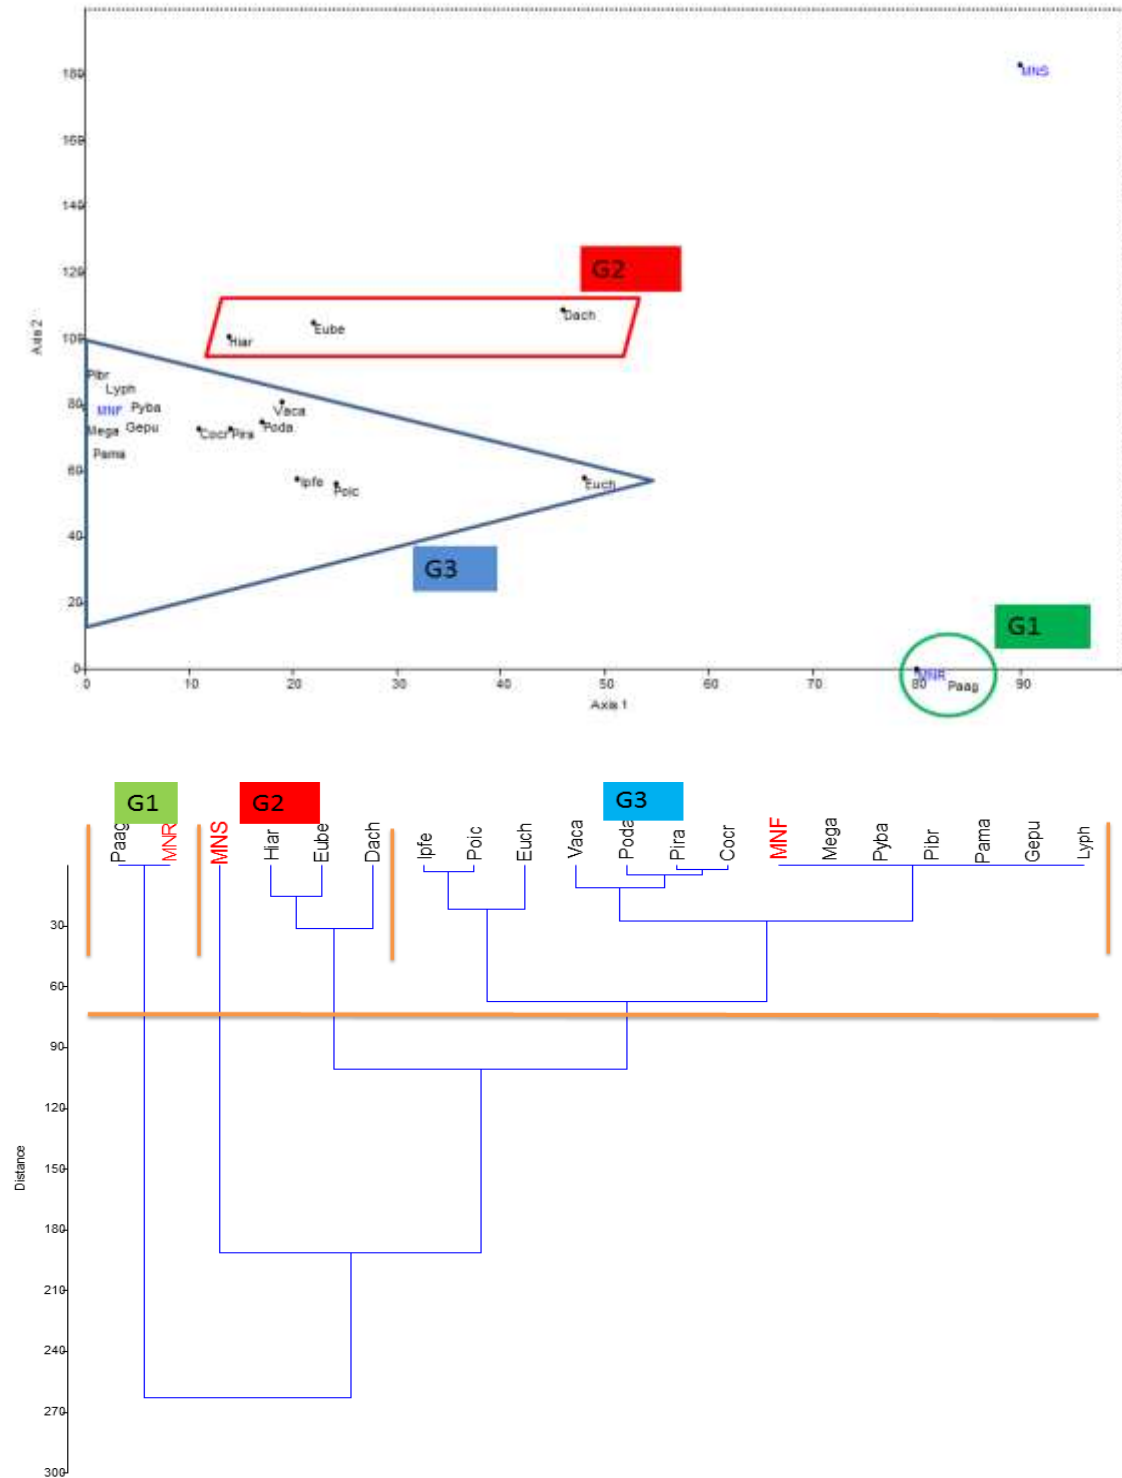 180
MNS
160
140
120
G2
Dach
Eube
Hiar
100
Axis 2
Pibr
Lyph
80
MNF
Pyba
Vaca
Mega
Gepu
Cocr
Pira
Poda
Pama
60
Ipfe
Poic
Euch
40
G3
20
G1
0
MNR
Paag
0 10 20 30 40 50 60 70 80 90
Axis 1
G1 G2 G3
Paag MNR MNS Hiar Eube Dach Ipfe Poic Euch Vaca Poda Pira Cocr MNF Mega Pyba Pibr Pama Gepu Lyph
30
60
90
120
150
Distance
180
210
240
270
300